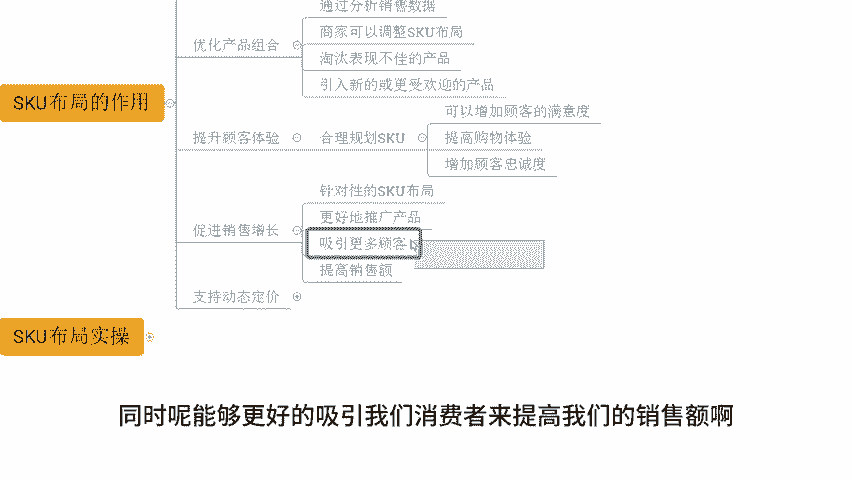 通过分析销售数据
优化产品组合
商家可以调整SKU布局
淘汰表现不佳的产品
引入新的或更受欢迎的产品
SKU布局的作用
可以增加顾客的满意度
提升顾客体验
合理规划SKU
提高购物体验
增加顾客忠诚度
针对性的SKU布局
更好地推广产品
促进销售增长
吸引更多顾客
提高销售额
支持动态定价
SKU布局实操
同时呢能够更好的吸引我们消费者来提高我们的销售额啊